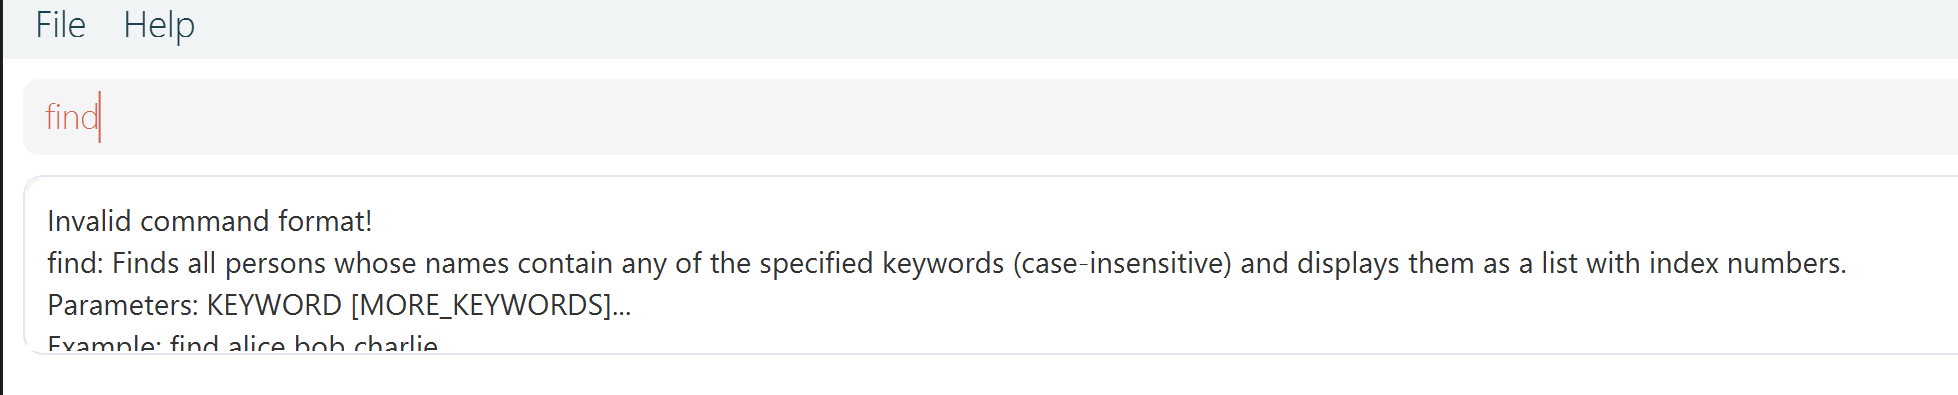 File Help
find
Invalid command format!
find: Finds all persons whose names contain any of the specified keywords (case-insensitive) and displays them as a list with index numbers.
Parameters: KEYWORD [MORE_KEYWORDS]...
Example: find alice bob charlie